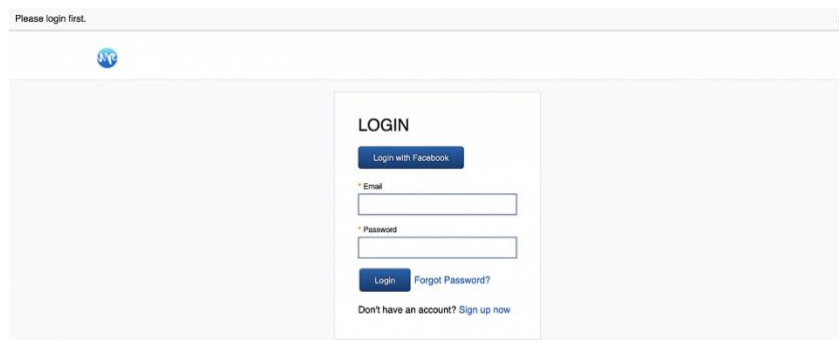 Please login first.
LOGIN
Login with Facebook
* Email
* Password
Login Forgot Password?
Don't have an account? Sign up now